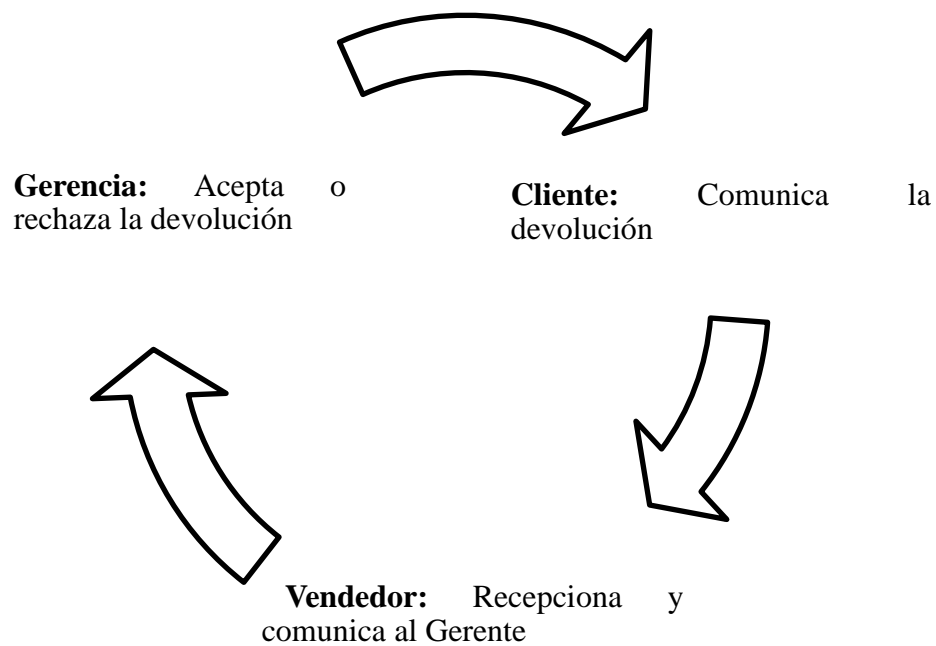 Gerencia: Acepta o
rechaza la devolución
Cliente: Comunica la
devolución
Vendedor: Recepciona y
comunica al Gerente